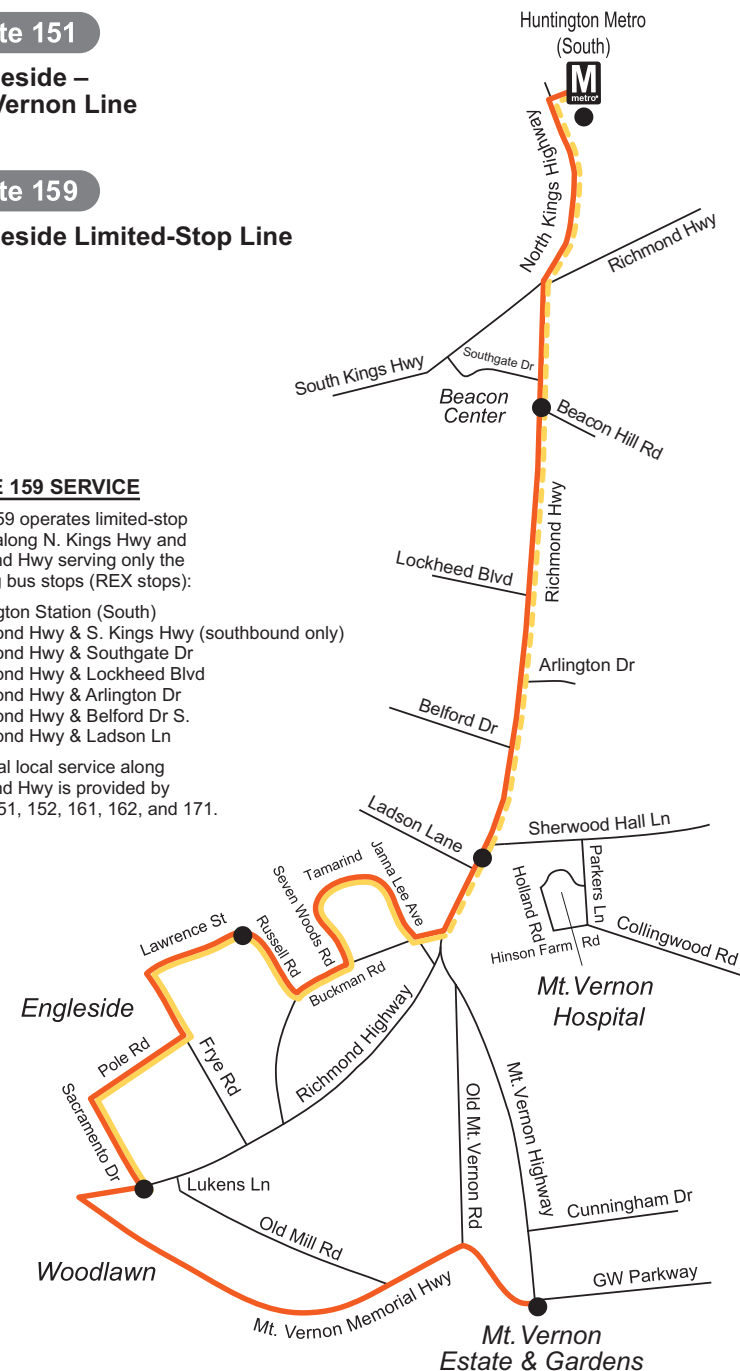 te 151
eside –
Vernon Line
te 159
eside Limited-Stop Line
E 159 SERVICE
59 operates limited-stop
along N. Kings Hwy and
nd Hwy serving only the
g bus stops (REX stops):
gton Station (South)
ond Hwy & S. Kings Hwy (southbound only)
ond Hwy & Southgate Dr
ond Hwy & Lockheed Blvd
ond Hwy & Arlington Dr
ond Hwy & Belford Dr S.
ond Hwy & Ladson Ln
al local service along
nd Hwy is provided by
51, 152, 161, 162, and 171.
Huntington Metro
(South)
M
metro
North Kings Highway
Richmond Hwy
South Kings Hwy
Southgate Dr
Beacon
Center
Beacon Hill Rd
Richmond Hwy
Lockheed Blvd
Arlington Dr
Belford Dr
Ladson Lane
Sherwood Hall Ln
Tamarind
Janna Lee Ave
Seven Woods Rd
Parkers Ln
Holland Rd
Collingwood Rd
Hinson Farm Rd
Mt. Vernon
Hospital
Lawrence St
Russell Rd
Buckman Rd
Engleside
Richmond Highway
Pole Rd
Frye Rd
Sacramento Dr
Old Mt. Vernon Rd
Mt. Vernon Highway
Lukens Ln
Old Mill Rd
Cunningham Dr
Woodlawn
GW Parkway
Mt. Vernon Memorial Hwy
Mt. Vernon
Estate & Gardens